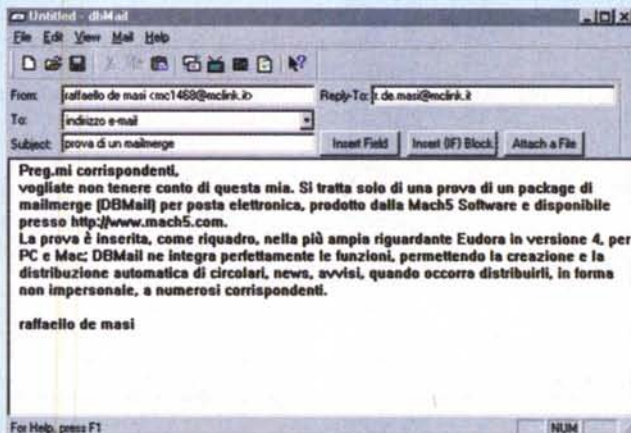 Untitled - dbMail
File Edit View Mail Help
From: raffaello de masi <mc1468@mclink.it> Reply-To: r.de.masi@mclink.it
To: indirizzo e-mail
Subject: prova di un mailmerge Insert Field Insert (IF) Block Attach a File
Preg.mi corrispondenti,
vogliate non tenere conto di questa mia. Si tratta solo di una prova di un package di
mailmerge (DBMail) per posta elettronica, prodotto dalla Mach5 Software e disponibile
presso http://www.mach5.com.
La prova è inserita, come riquadro, nella più ampia riguardante Eudora in versione 4, per
PC e Mac; DBMail ne integra perfettamente le funzioni, permettendo la creazione e la
distribuzione automatica di circolari, news, avvisi, quando occorra distribuirli, in forma
non impersonale, a numerosi corrispondenti.
raffaello de masi
For Help, press F1 NUM